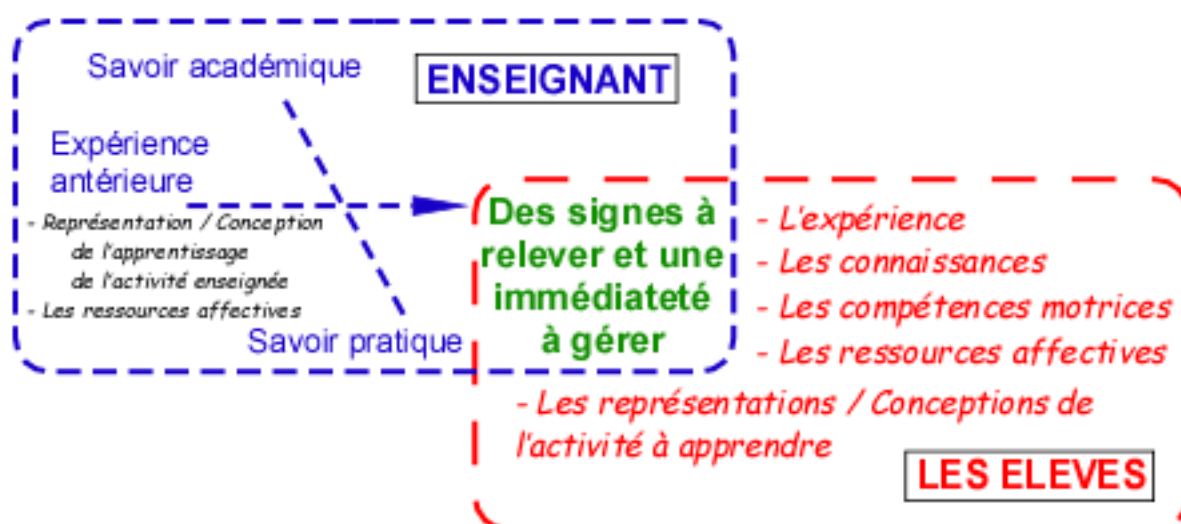 Savoir académique
ENSEIGNANT
Expérience
antérieure
- Représentation / Conception
de l'apprentissage
de l'activité enseignée
- Les ressources affectives
Savoir pratique
Des signes à
relever et une
immédiateté
à gérer
- L'expérience
- Les connaissances
- Les compétences motrices
- Les ressources affectives
- Les représentations / Conceptions de
l'activité à apprendre
LES ELEVES